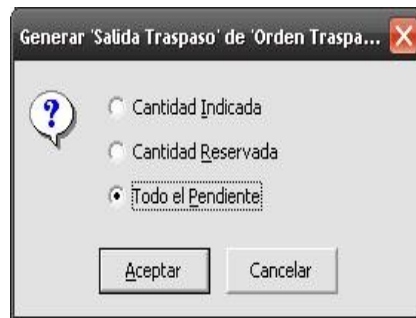 Generar 'Salida Traspaso' de 'Orden Traspa...
Cantidad Indicada
Cantidad Reservada
Todo el Pendiente
Aceptar Cancelar